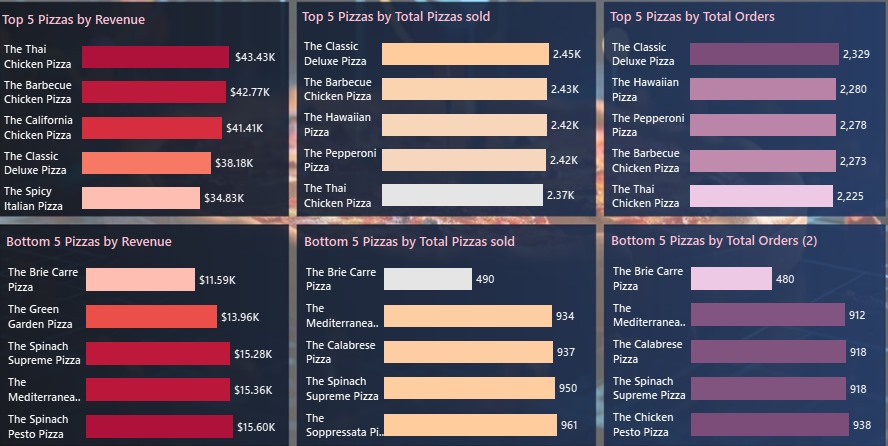 Top 5 Pizzas by Revenue
The Thai
Chicken Pizza
$43.43K
The Barbecue
Chicken Pizza
$42.77K
The California
Chicken Pizza
$41.41K
The Classic
Deluxe Pizza
$38.18K
The Spicy
Italian Pizza
$34.83K
Top 5 Pizzas by Total Pizzas sold
The Classic
Deluxe Pizza
2.45K
The Barbecue
Chicken Pizza
2.43K
The Hawaiian
Pizza
2.42K
The Pepperoni
Pizza
2.42K
The Thai
Chicken Pizza
2.37K
Top 5 Pizzas by Total Orders
The Classic
Deluxe Pizza
2,329
The Hawaiian
Pizza
2,280
The Pepperoni
Pizza
2,278
The Barbecue
Chicken Pizza
2,273
The Thai
Chicken Pizza
2,225
Bottom 5 Pizzas by Revenue
The Brie Carre
Pizza
$11.59K
The Green
Garden Pizza
$13.96K
The Spinach
Supreme Pizza
$15.28K
The
Mediterranea..
$15.36K
The Spinach
Pesto Pizza
$15.60K
Bottom 5 Pizzas by Total Pizzas sold
The Brie Carre
Pizza
490
The
Mediterranea..
934
The Calabrese
Pizza
937
The Spinach
Supreme Pizza
950
The
Soppressata Pi..
961
Bottom 5 Pizzas by Total Orders (2)
The Brie Carre
Pizza
480
The
Mediterranea..
912
The Calabrese
Pizza
918
The Spinach
Supreme Pizza
918
The Chicken
Pesto Pizza
938